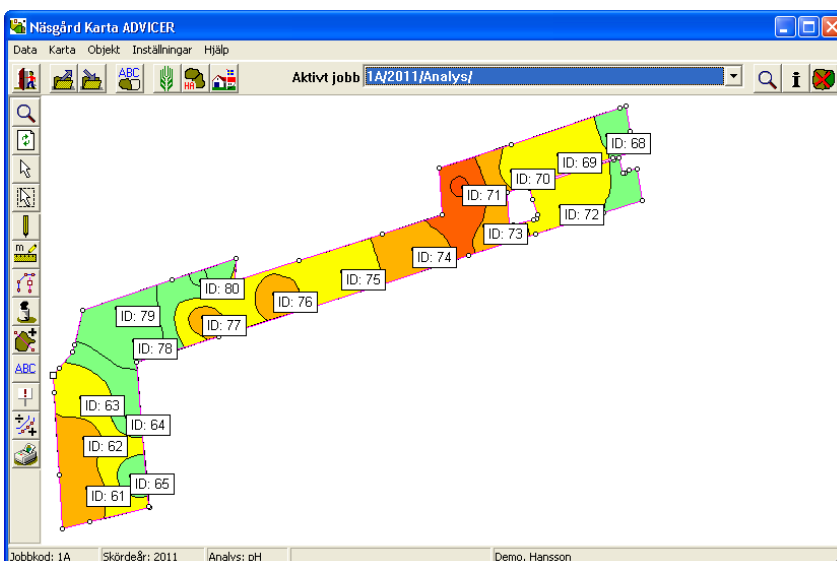 Näsgård Karta ADVICER
Data Karta Objekt Inställningar Hjälp
ABC HA Aktivt jobb 1A/2011/Analys/ i
m
ABC
ID: 68
ID: 69
ID: 70
ID: 71
ID: 72
ID: 73
ID: 74
ID: 75
ID: 76
ID: 77
ID: 80
ID: 79
ID: 78
ID: 63
ID: 64
ID: 62
ID: 65
ID: 61
Jobbkod: 1A Skördeår: 2011 Analys: pH Demo, Hansson